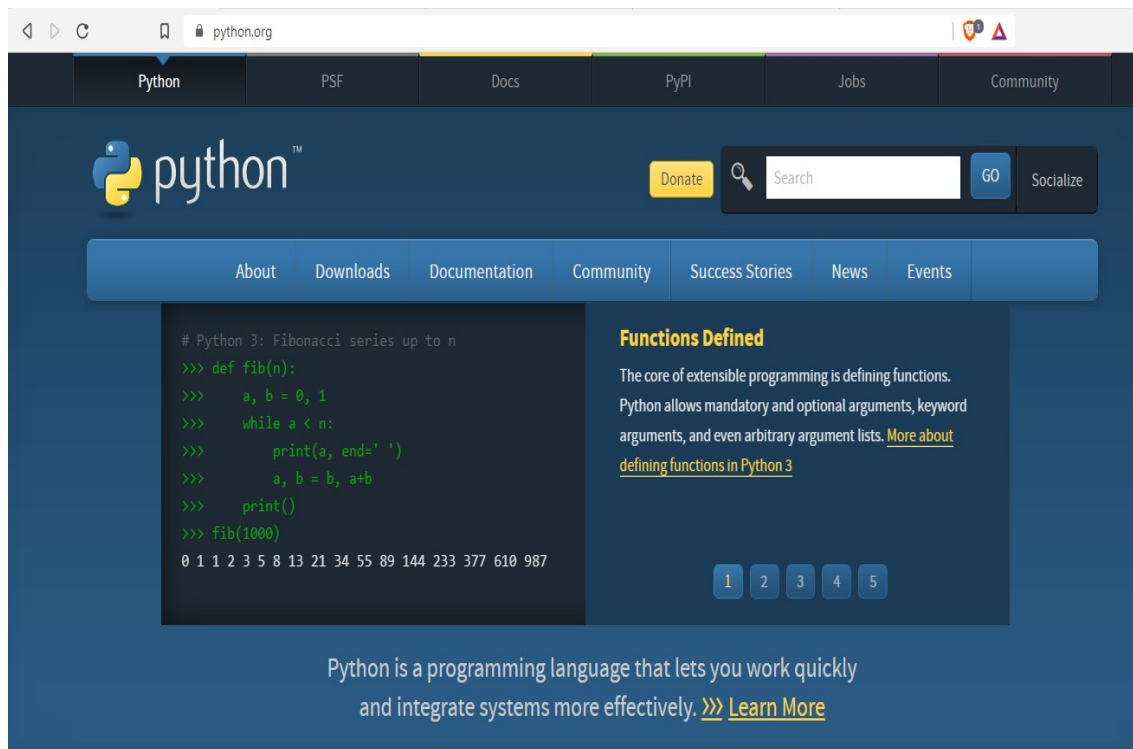 python.org
1
Python PSF Docs PyPI Jobs Community
python™
Donate Search GO Socialize
About Downloads Documentation Community Success Stories News Events
# Python 3: Fibonacci series up to n
>>> def fib(n):
>>>     a, b = 0, 1
>>>     while a < n:
>>>         print(a, end=' ')
>>>         a, b = b, a+b
>>>     print()
>>> fib(1000)
0 1 1 2 3 5 8 13 21 34 55 89 144 233 377 610 987
Functions Defined
The core of extensible programming is defining functions.
Python allows mandatory and optional arguments, keyword
arguments, and even arbitrary argument lists. More about
defining functions in Python 3
1 2 3 4 5
Python is a programming language that lets you work quickly
and integrate systems more effectively. >>> Learn More